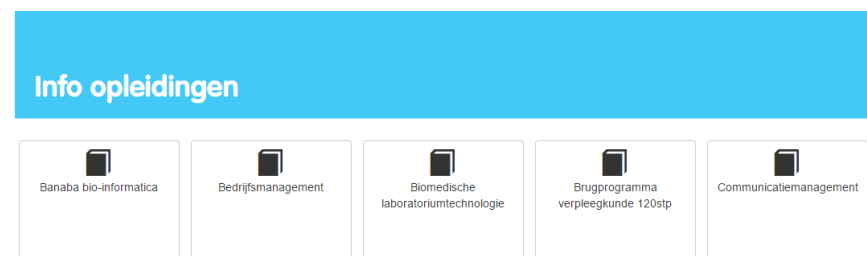 Info opleidingen
Banaba bio-informatica
Bedrijfsmanagement
Biomedische
laboratoriumtechnologie
Brugprogramma
verpleegkunde 120stp
Communicatiemanagement